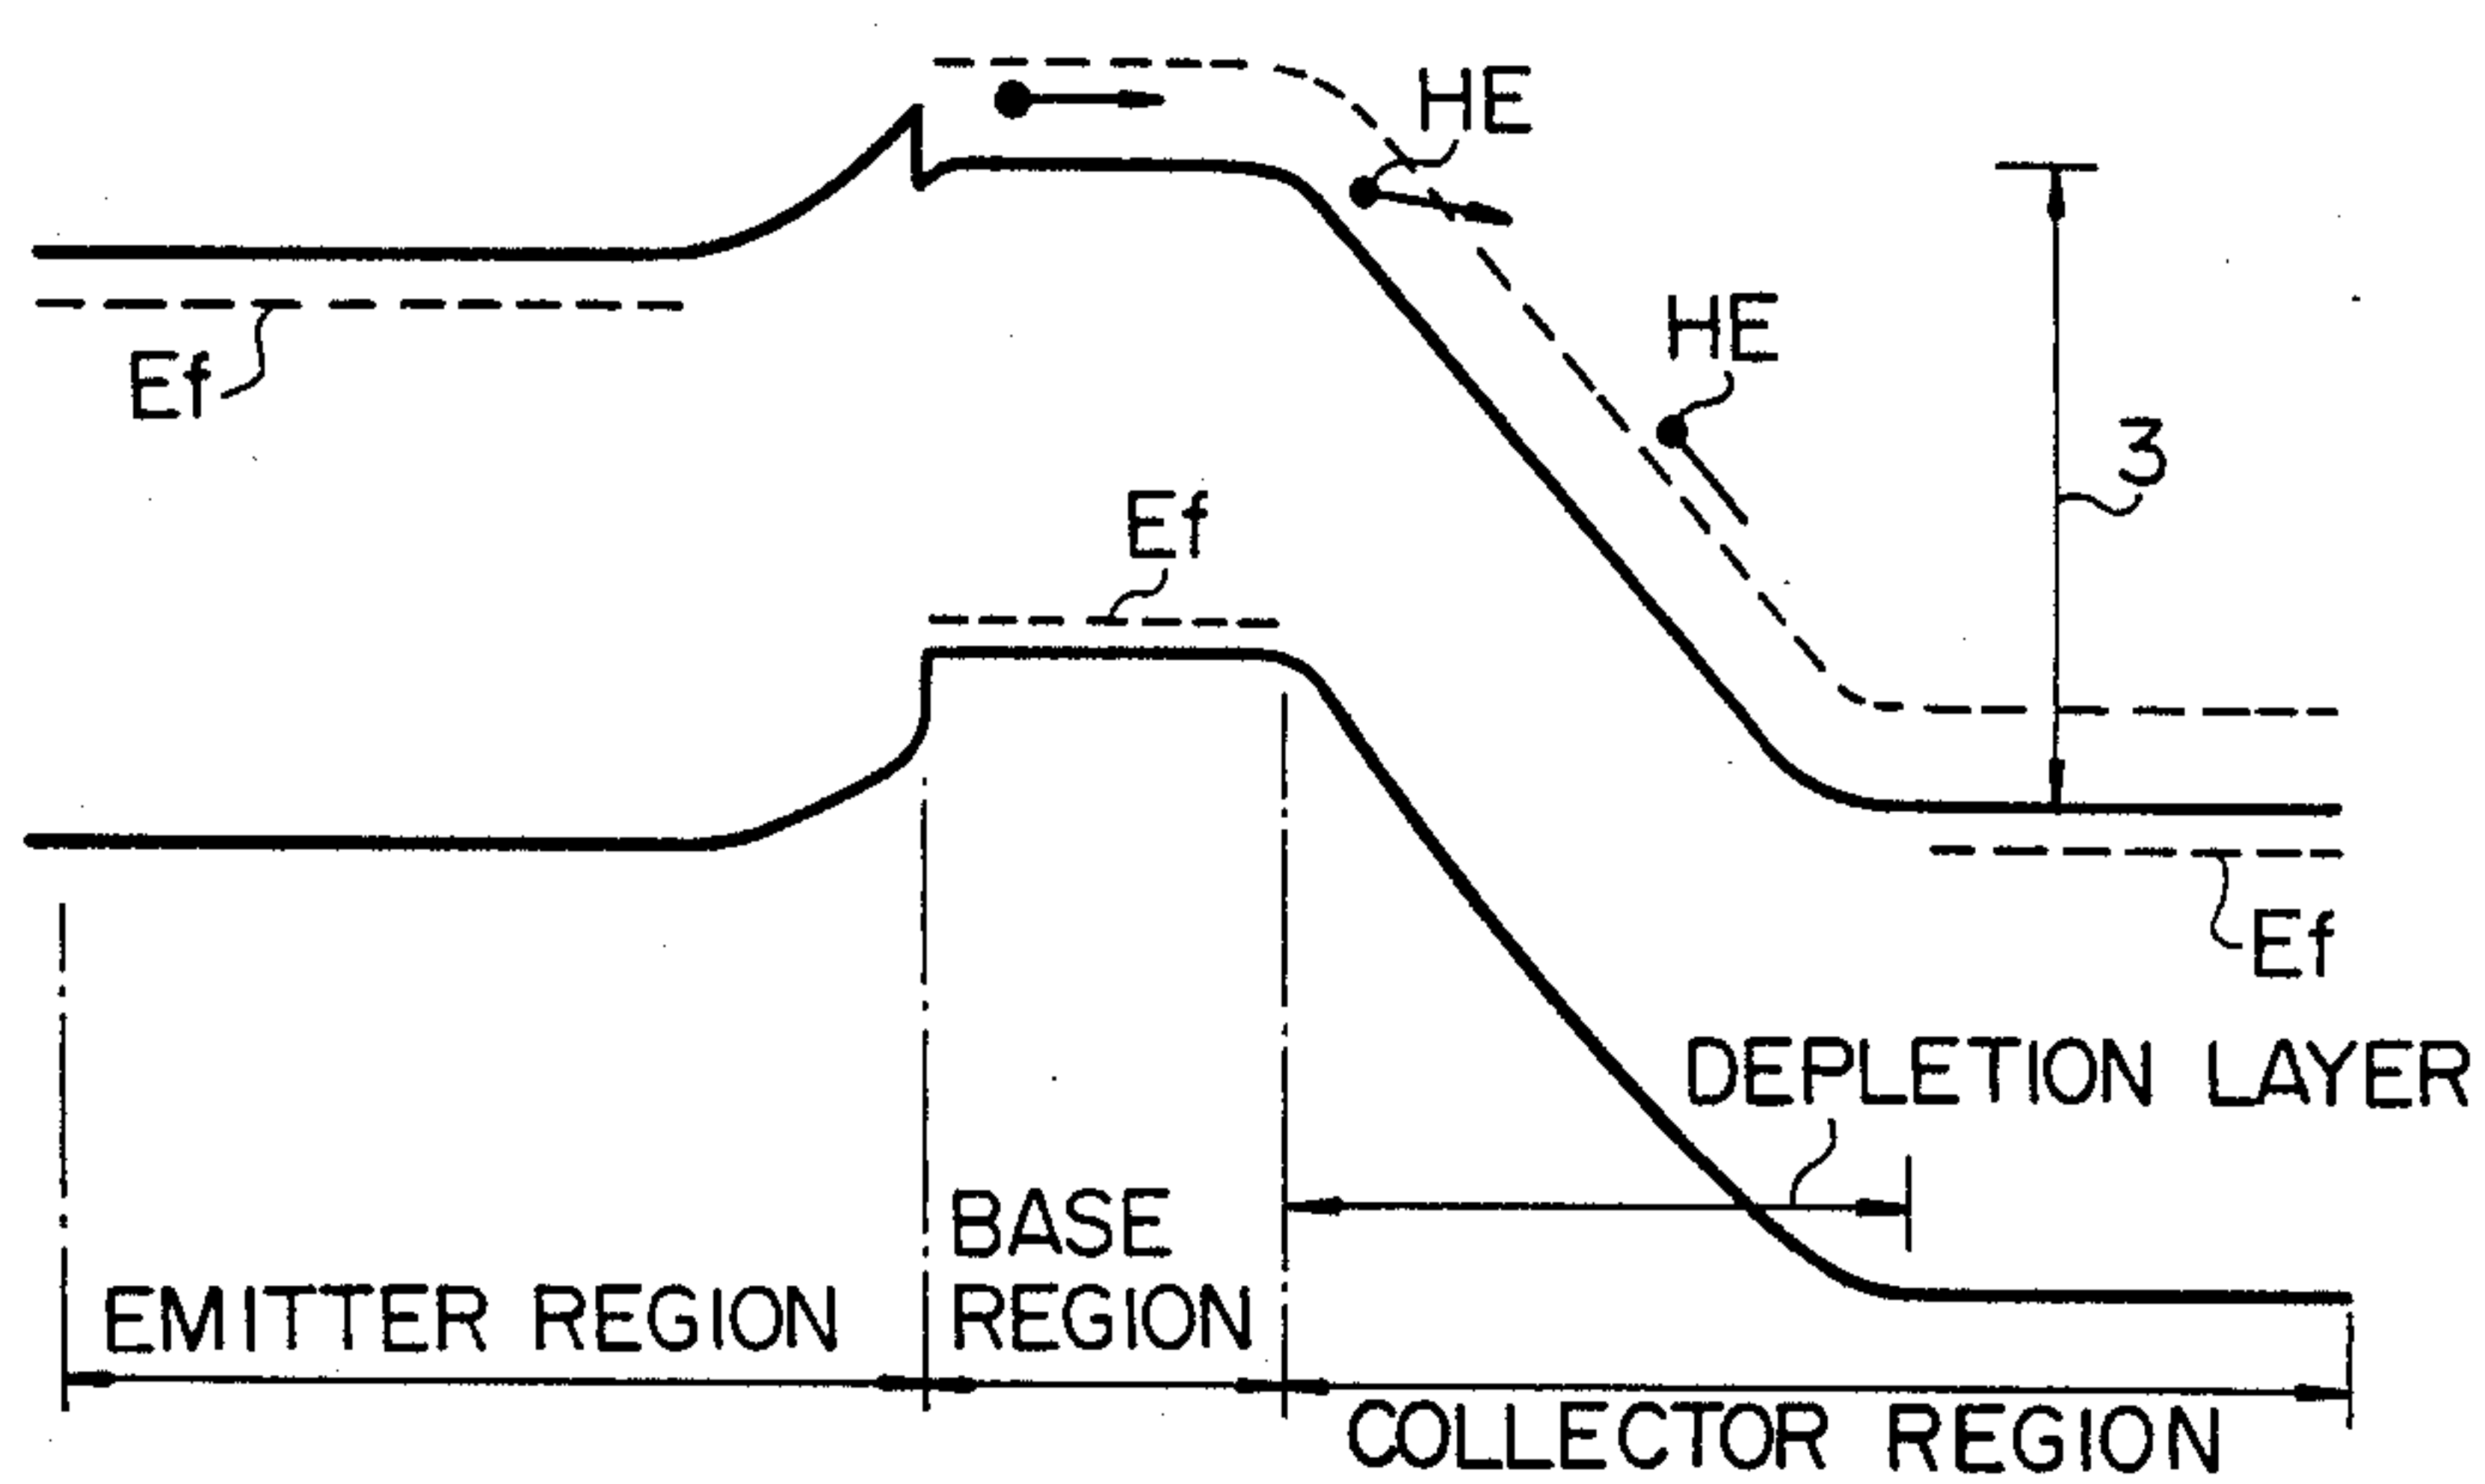 HE
Ef
HE
3
Ef
Ef
DEPLETION LAYER
BASE
REGION
EMITTER REGION
COLLECTOR REGION